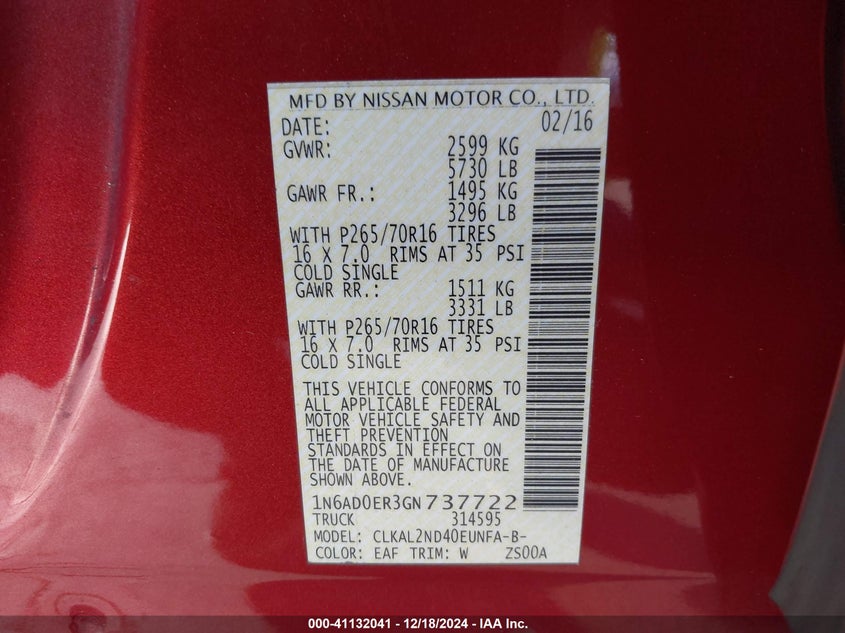 MFD BY NISSAN MOTOR CO., LTD.
DATE: 02/16
GVWR: 2599 KG
5730 LB
GAWR FR.: 1495 KG
3296 LB
WITH P265/70R16 TIRES
16 X 7.0 RIMS AT 35 PSI
COLD SINGLE
GAWR RR.: 1511 KG
3331 LB
WITH P265/70R16 TIRES
16 X 7.0 RIMS AT 35 PSI
COLD SINGLE
THIS VEHICLE CONFORMS TO
ALL APPLICABLE FEDERAL
MOTOR VEHICLE SAFETY AND
THEFT PREVENTION
STANDARDS IN EFFECT ON
THE DATE OF MANUFACTURE
SHOWN ABOVE.
1N6AD0ER3GN737722
TRUCK 314595
MODEL: CLKAL2ND40EUNFA-B-
COLOR: EAF TRIM: W ZS00A
000-41132041 - 12/18/2024 - IAA Inc.